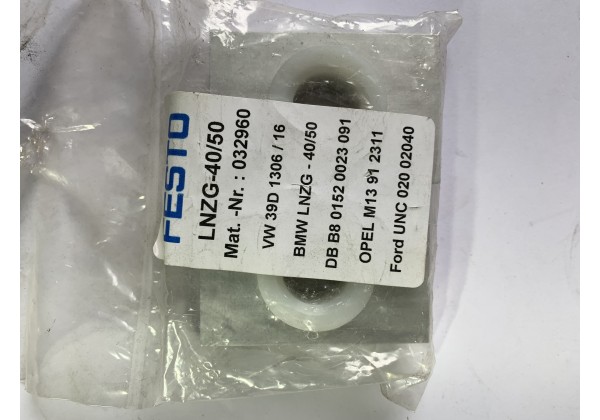 FESTO
LNZG-40/50
Mat. -Nr. : 032960
VW 39D 1306 / 16
BMW LNZG - 40/50
DB B8 0152 0023 091
OPEL M13 91 2311
Ford UNC 020 02040